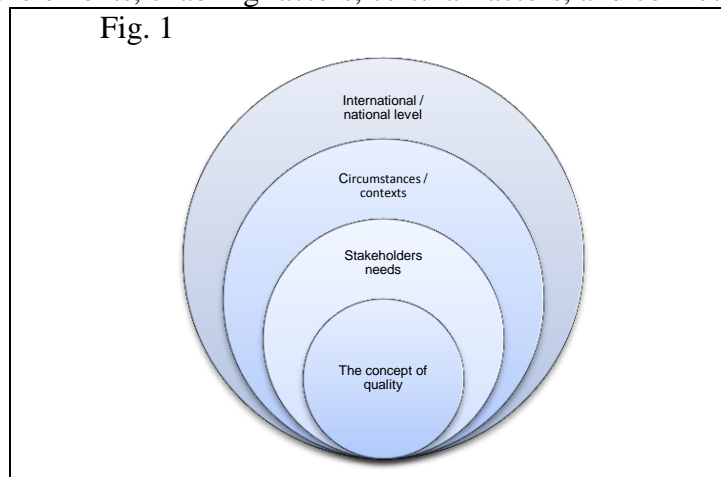 Fig. 1
International /
national level
Circumstances /
contexts
Stakeholders
needs
The concept of
quality